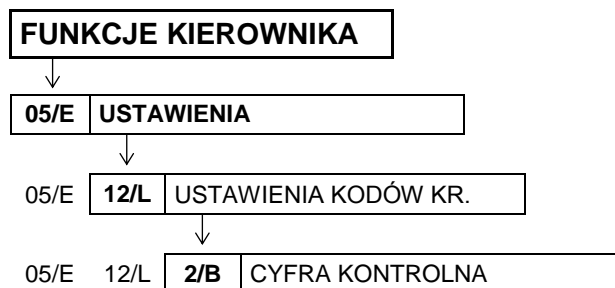 FUNKCJE KIEROWNIKA
05/E USTAWIENIA
05/E 12/L USTAWIENIA KODÓW KR.
05/E 12/L 2/B CYFRA KONTROLNA